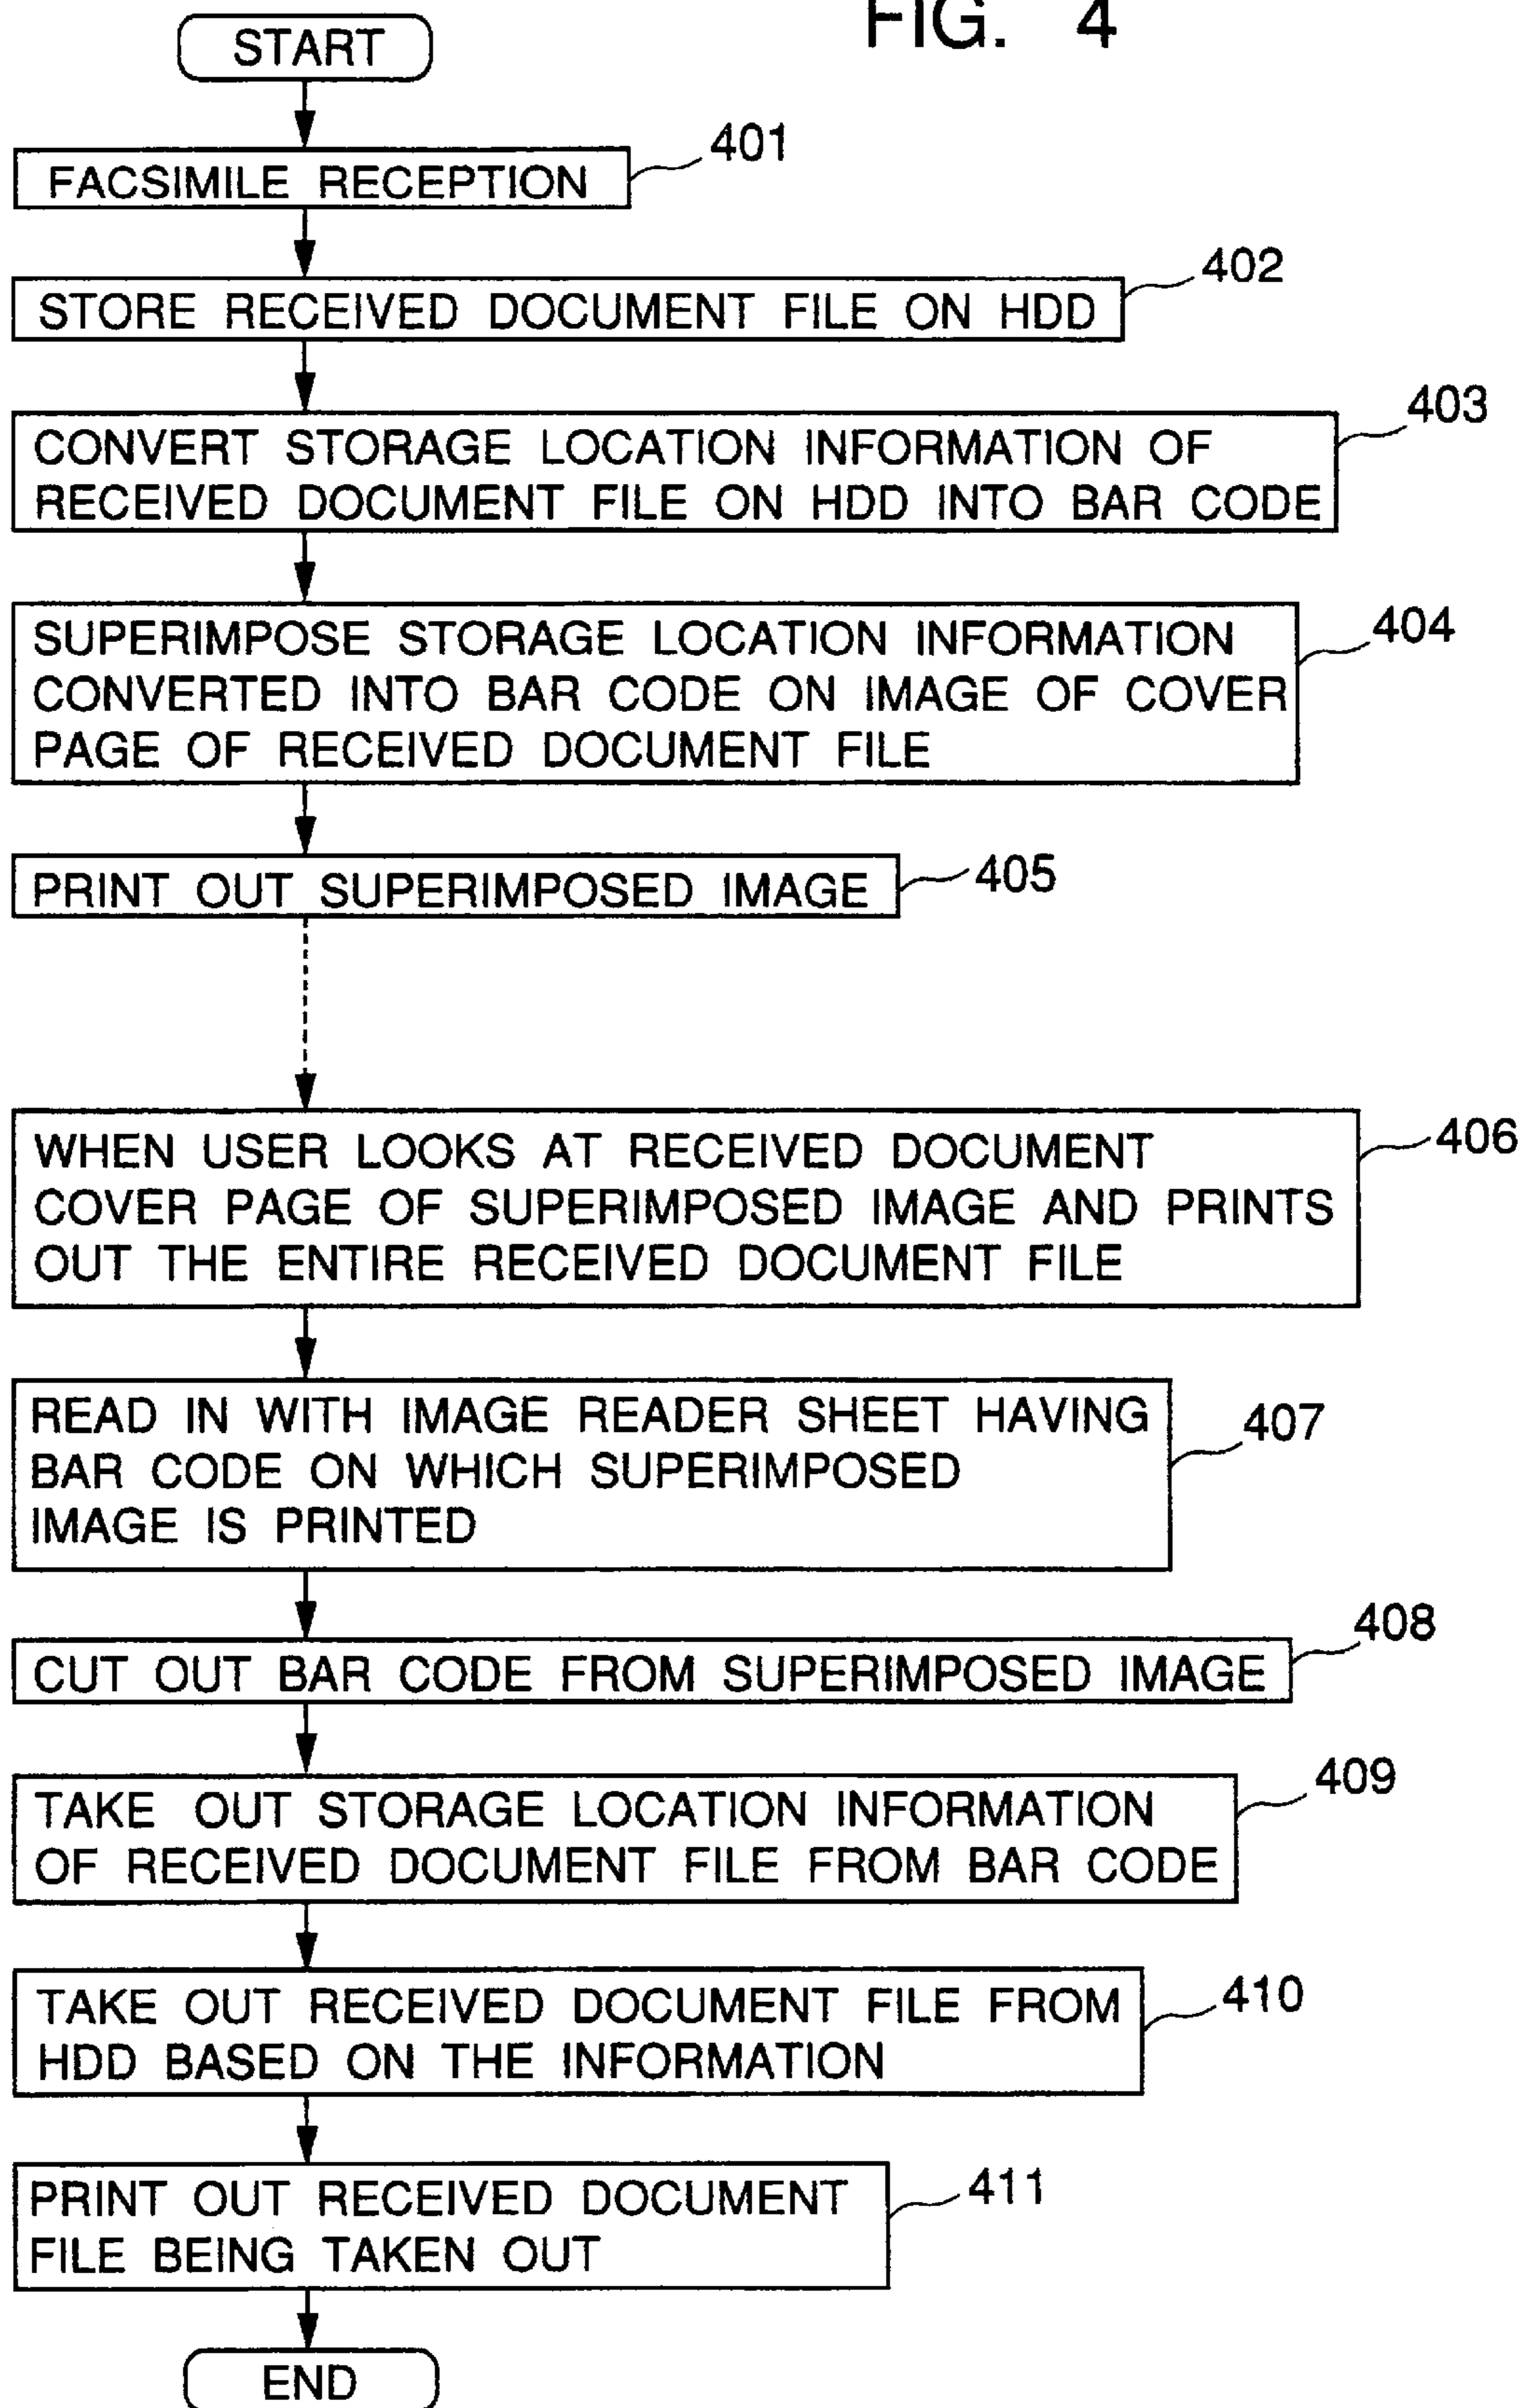 FIG. 4
START
401
FACSIMILE RECEPTION
402
STORE RECEIVED DOCUMENT FILE ON HDD
403
CONVERT STORAGE LOCATION INFORMATION OF
RECEIVED DOCUMENT FILE ON HDD INTO BAR CODE
404
SUPERIMPOSE STORAGE LOCATION INFORMATION
CONVERTED INTO BAR CODE ON IMAGE OF COVER
PAGE OF RECEIVED DOCUMENT FILE
405
PRINT OUT SUPERIMPOSED IMAGE
406
WHEN USER LOOKS AT RECEIVED DOCUMENT
COVER PAGE OF SUPERIMPOSED IMAGE AND PRINTS
OUT THE ENTIRE RECEIVED DOCUMENT FILE
407
READ IN WITH IMAGE READER SHEET HAVING
BAR CODE ON WHICH SUPERIMPOSED
IMAGE IS PRINTED
408
CUT OUT BAR CODE FROM SUPERIMPOSED IMAGE
409
TAKE OUT STORAGE LOCATION INFORMATION
OF RECEIVED DOCUMENT FILE FROM BAR CODE
410
TAKE OUT RECEIVED DOCUMENT FILE FROM
HDD BASED ON THE INFORMATION
411
PRINT OUT RECEIVED DOCUMENT
FILE BEING TAKEN OUT
END